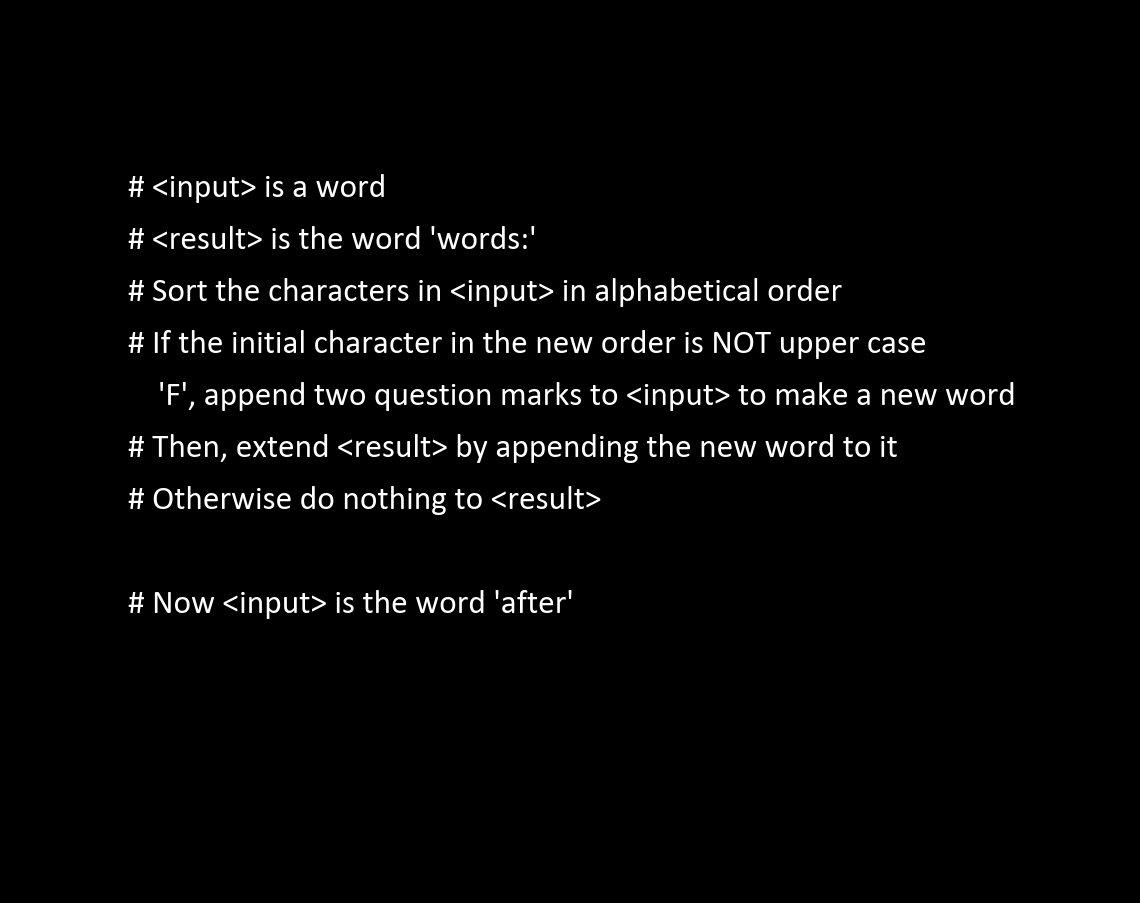 # <input> is a word
# <result> is the word 'words:'
# Sort the characters in <input> in alphabetical order
# If the initial character in the new order is NOT upper case
'F', append two question marks to <input> to make a new word
# Then, extend <result> by appending the new word to it
# Otherwise do nothing to <result>
# Now <input> is the word 'after'